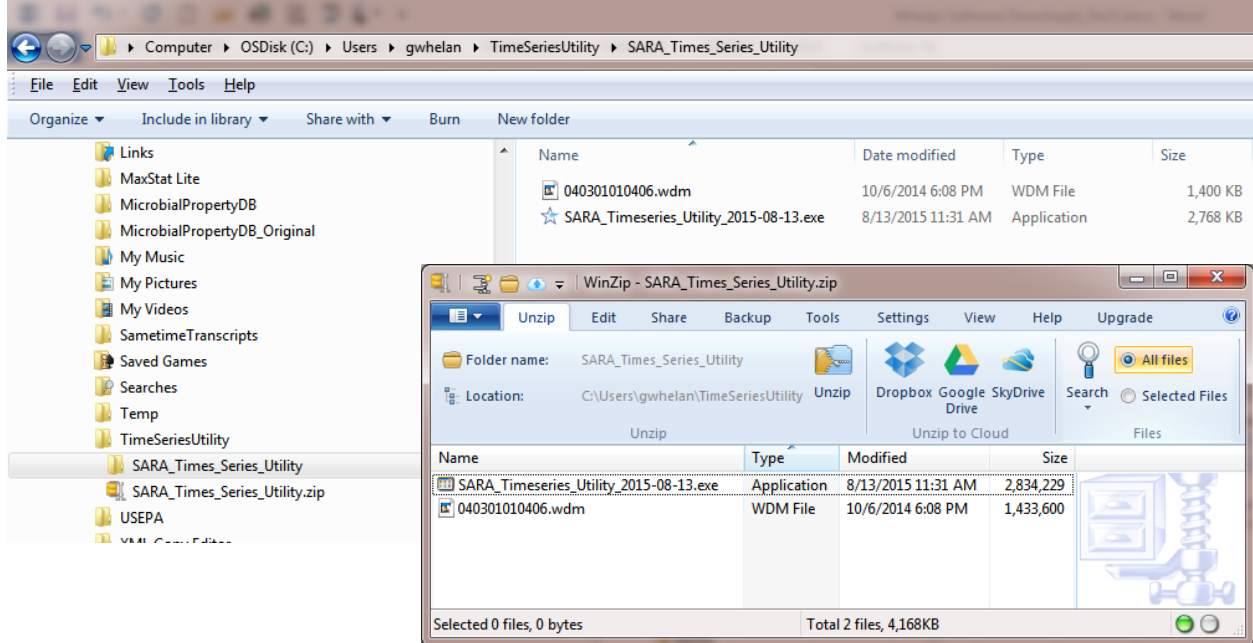 Computer ▸ OSDisk (C:) ▸ Users ▸ gwhelan ▸ TimeSeriesUtility ▸ SARA_Times_Series_Utility
File Edit View Tools Help
Organize Include in library Share with Burn New folder
Links
MaxStat Lite
MicrobialPropertyDB
MicrobialPropertyDB_Original
My Music
My Pictures
My Videos
SametimeTranscripts
Saved Games
Searches
Temp
TimeSeriesUtility
SARA_Times_Series_Utility
SARA_Times_Series_Utility.zip
USEPA
XML Copy Editor
Name Date modified Type Size
040301010406.wdm 10/6/2014 6:08 PM WDM File 1,400 KB
SARA_Timeseries_Utility_2015-08-13.exe 8/13/2015 11:31 AM Application 2,768 KB
WinZip - SARA_Times_Series_Utility.zip
Unzip Edit Share Backup Tools Settings View Help Upgrade
Folder name: SARA_Times_Series_Utility
Location: C:\Users\gwhelan\TimeSeriesUtility
Unzip
Unzip
Dropbox Google Drive SkyDrive
Unzip to Cloud
Search
All files
Selected Files
Files
Name Type Modified Size
SARA_Timeseries_Utility_2015-08-13.exe Application 8/13/2015 11:31 AM 2,834,229
040301010406.wdm WDM File 10/6/2014 6:08 PM 1,433,600
Selected 0 files, 0 bytes Total 2 files, 4,168KB